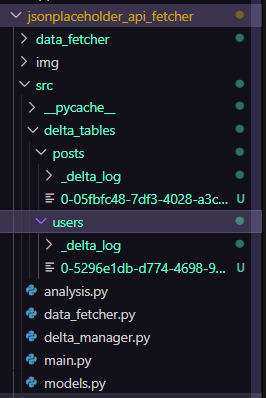 jsonplaceholder_api_fetcher
data_fetcher
img
src
__pycache__
delta_tables
posts
_delta_log
0-05fbfc48-7df3-4028-a3c... U
users
_delta_log
0-5296e1db-d774-4698-9... U
analysis.py
data_fetcher.py
delta_manager.py
main.py
models.py